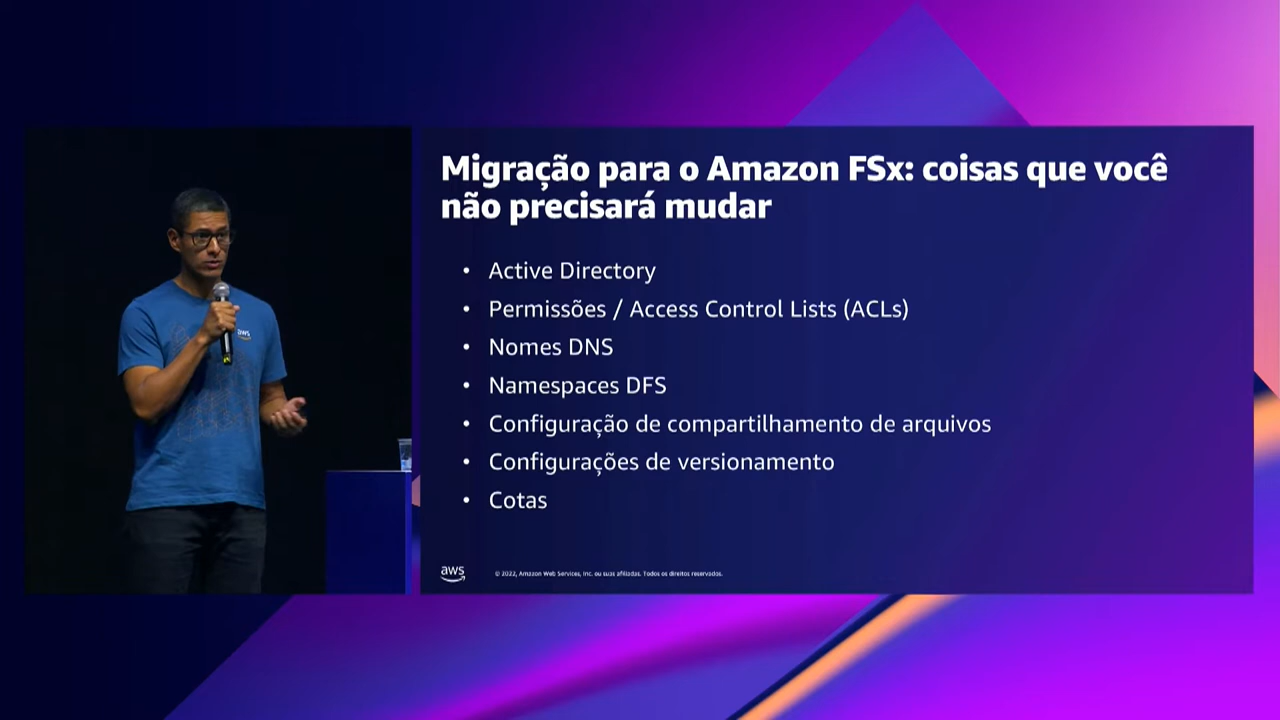 Migração para o Amazon FSx: coisas que você
não precisará mudar
• Active Directory
• Permissões / Access Control Lists (ACLs)
• Nomes DNS
• Namespaces DFS
• Configuração de compartilhamento de arquivos
• Configurações de versionamento
• Cotas
aws
© 2022, Amazon Web Services, Inc. ou suas afiliadas. Todos os direitos reservados.
aws